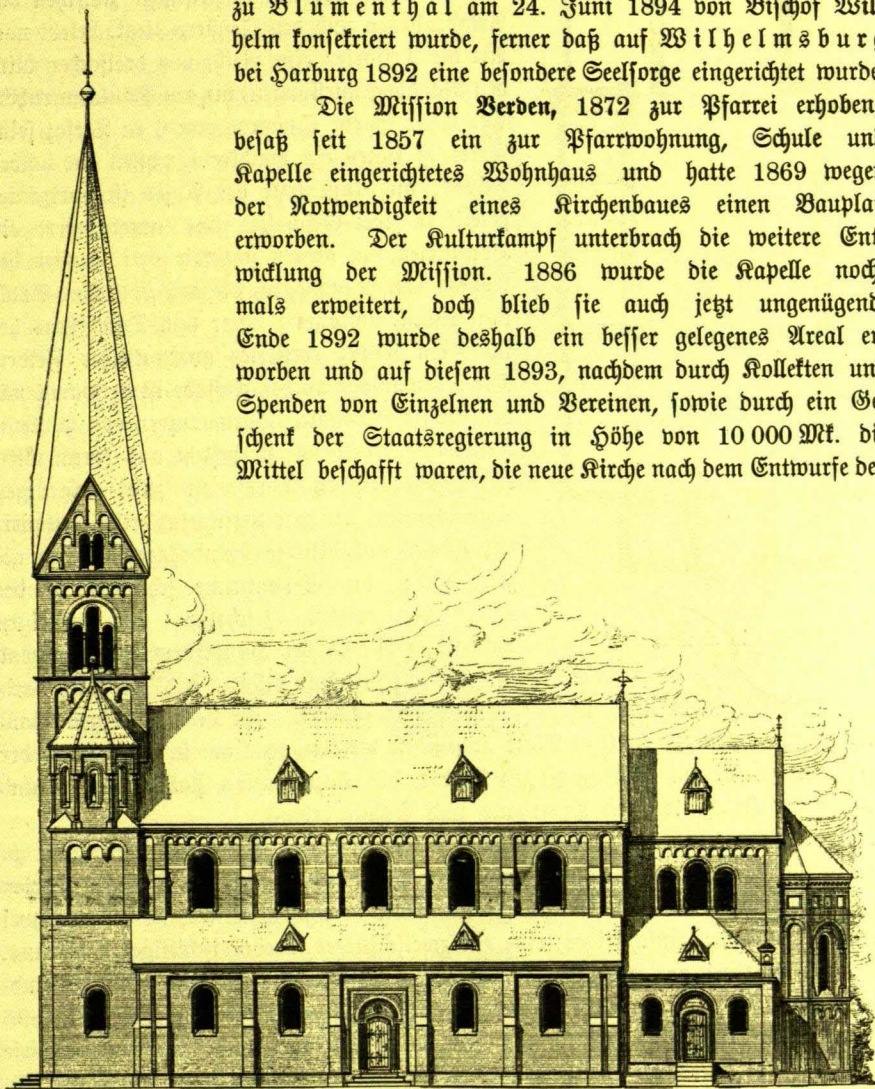 zu Blumenthal am 24. Juni 1894 von Bischof Wil
helm konsekriert wurde, ferner daß auf Wilhelmsburg
bei Harburg 1892 eine besondere Seelsorge eingerichtet wurde
Die Mission Verden, 1872 zur Pfarrei erhoben
besaß seit 1857 ein zur Pfarrwohnung, Schule und
Kapelle eingerichtetes Wohnhaus und hatte 1869 wegen
der Notwendigkeit eines Kirchenbaues einen Bauplatz
erworben. Der Kulturkampf unterbrach die weitere Ent
wicklung der Mission. 1886 wurde die Kapelle noch
mals erweitert, doch blieb sie auch jetzt ungenügend
Ende 1892 wurde deshalb ein besser gelegenes Areal er
worben und auf diesem 1893, nachdem durch Kollekten und
Spenden von Einzelnen und Vereinen, sowie durch ein Ge
schenk der Staatsregierung in Höhe von 10 000 Mk. die
Mittel beschafft waren, die neue Kirche nach dem Entwurfe de